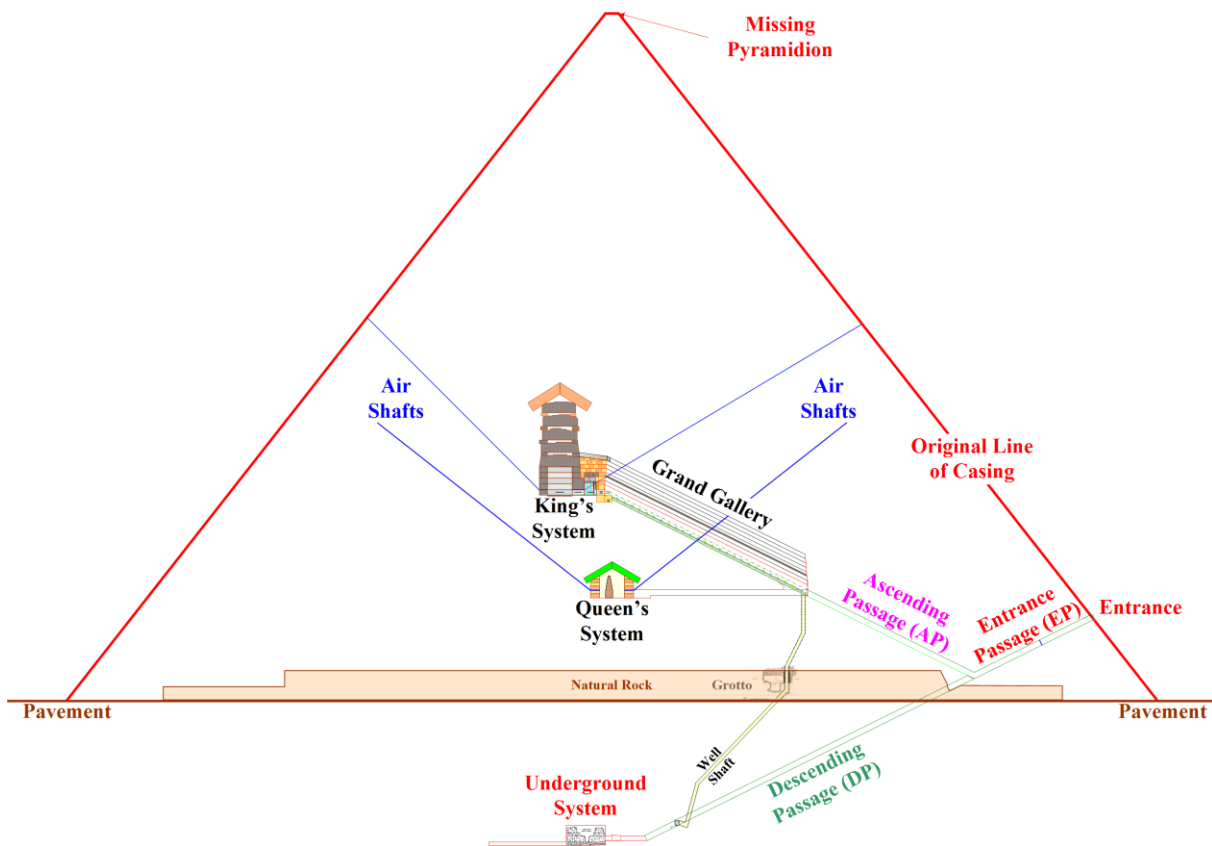 Missing
Pyramidion
Air
Shafts
Air
Shafts
Original Line
of Casing
Grand Gallery
King's
System
Queen's
System
Ascending
Passage (AP)
Entrance
Passage (EP)
Entrance
Natural Rock
Grotto
Pavement
Pavement
Well
Shaft
Descending
Passage (DP)
Underground
System